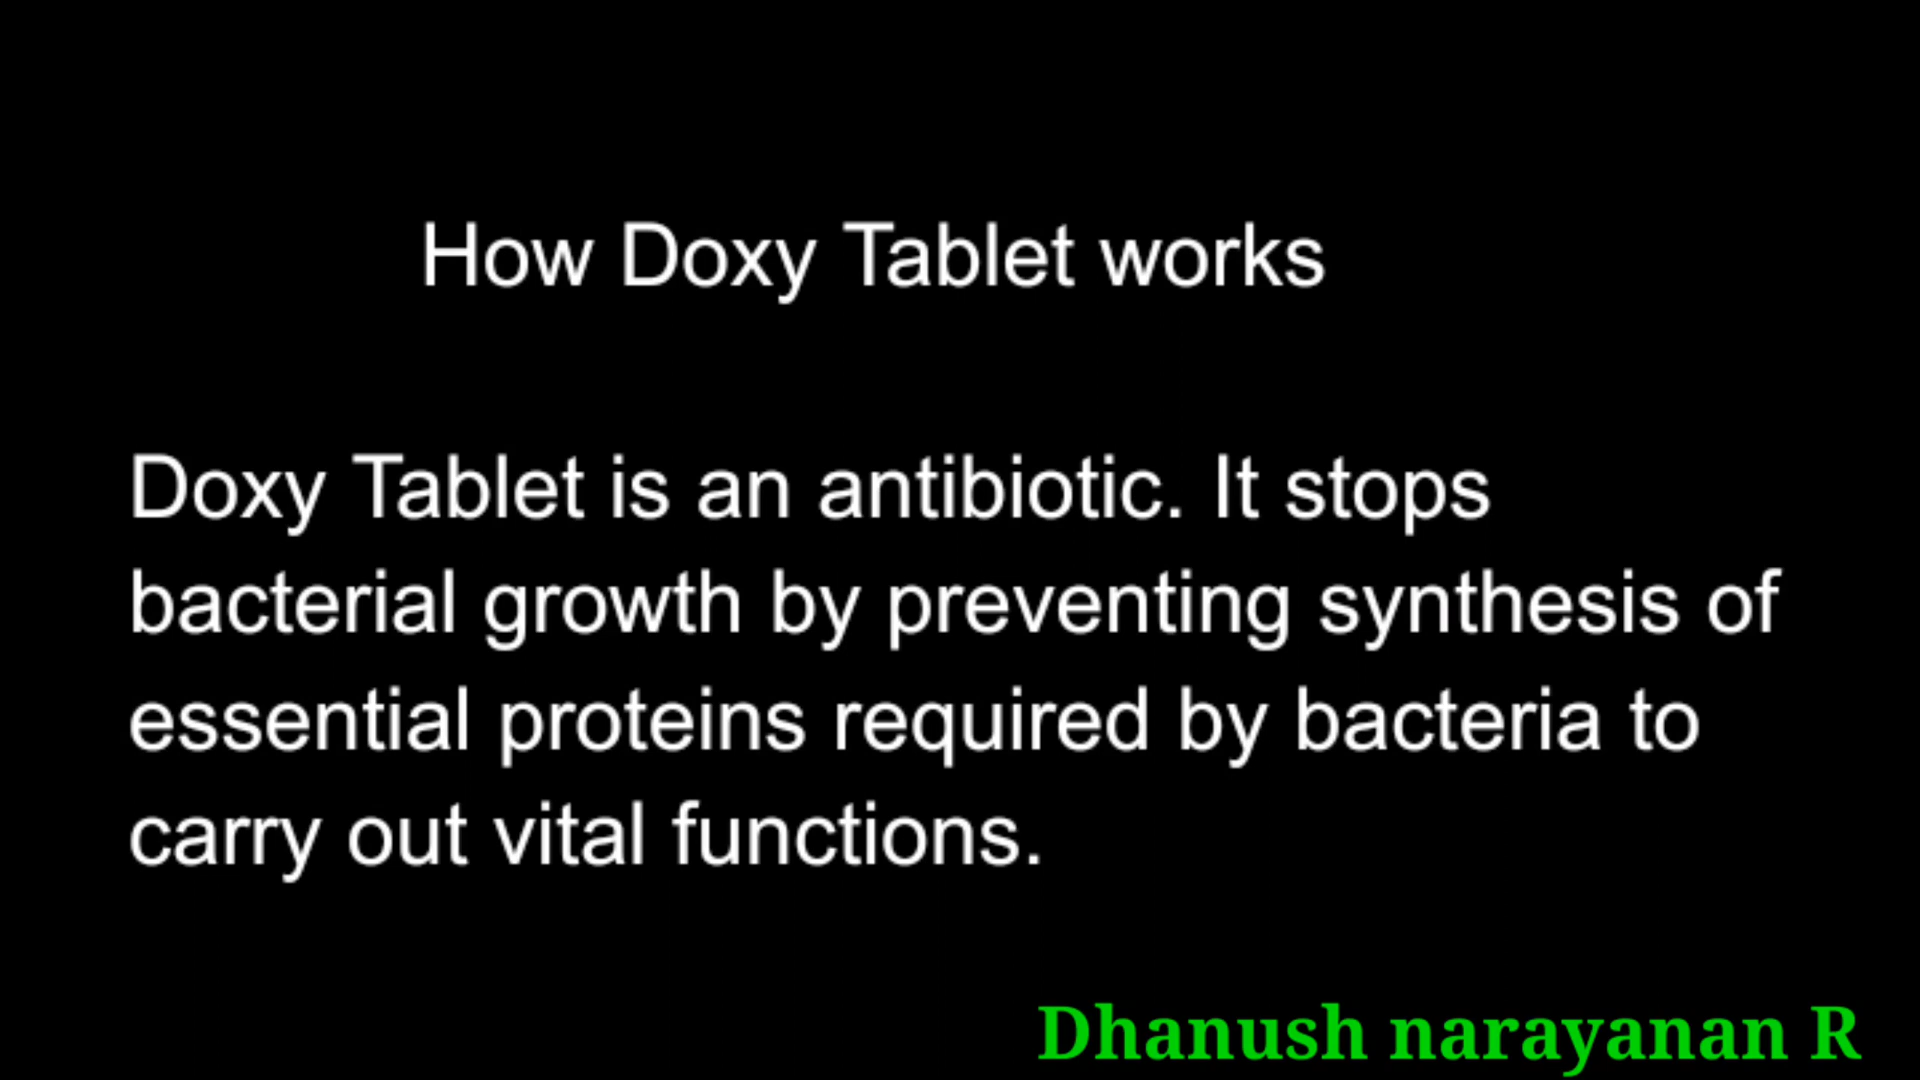 How Doxy Tablet works
Doxy Tablet is an antibiotic. It stops
bacterial growth by preventing synthesis of
essential proteins required by bacteria to
carry out vital functions.
Dhanush narayanan R